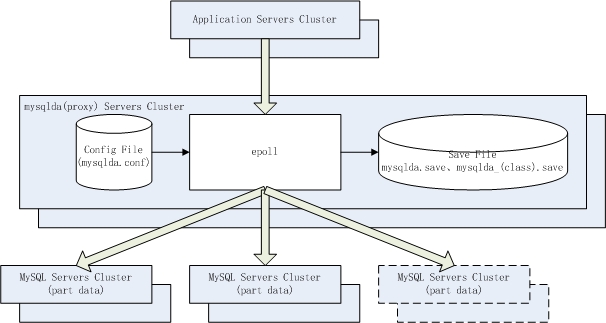 Application Servers Cluster
mysqlda(proxy) Servers Cluster
Config File
(mysqlda.conf)
epoll
Save File
mysqlda.save、mysqlda_(class).save
MySQL Servers Cluster
(part data)
MySQL Servers Cluster
(part data)
MySQL Servers Cluster
(part data)